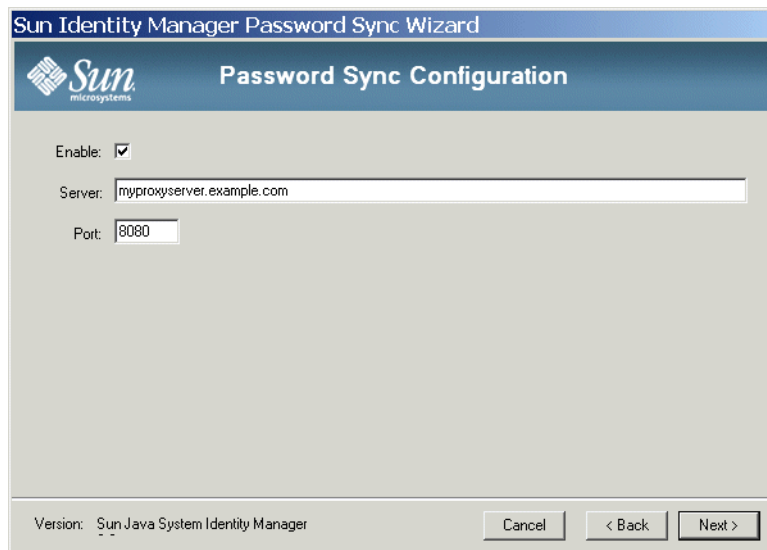 Sun Identity Manager Password Sync Wizard
Sun
microsystems
Password Sync Configuration
Enable:
Server: myproxyserver.example.com
Port: 8080
Version: Sun Java System Identity Manager
Cancel
< Back
Next >